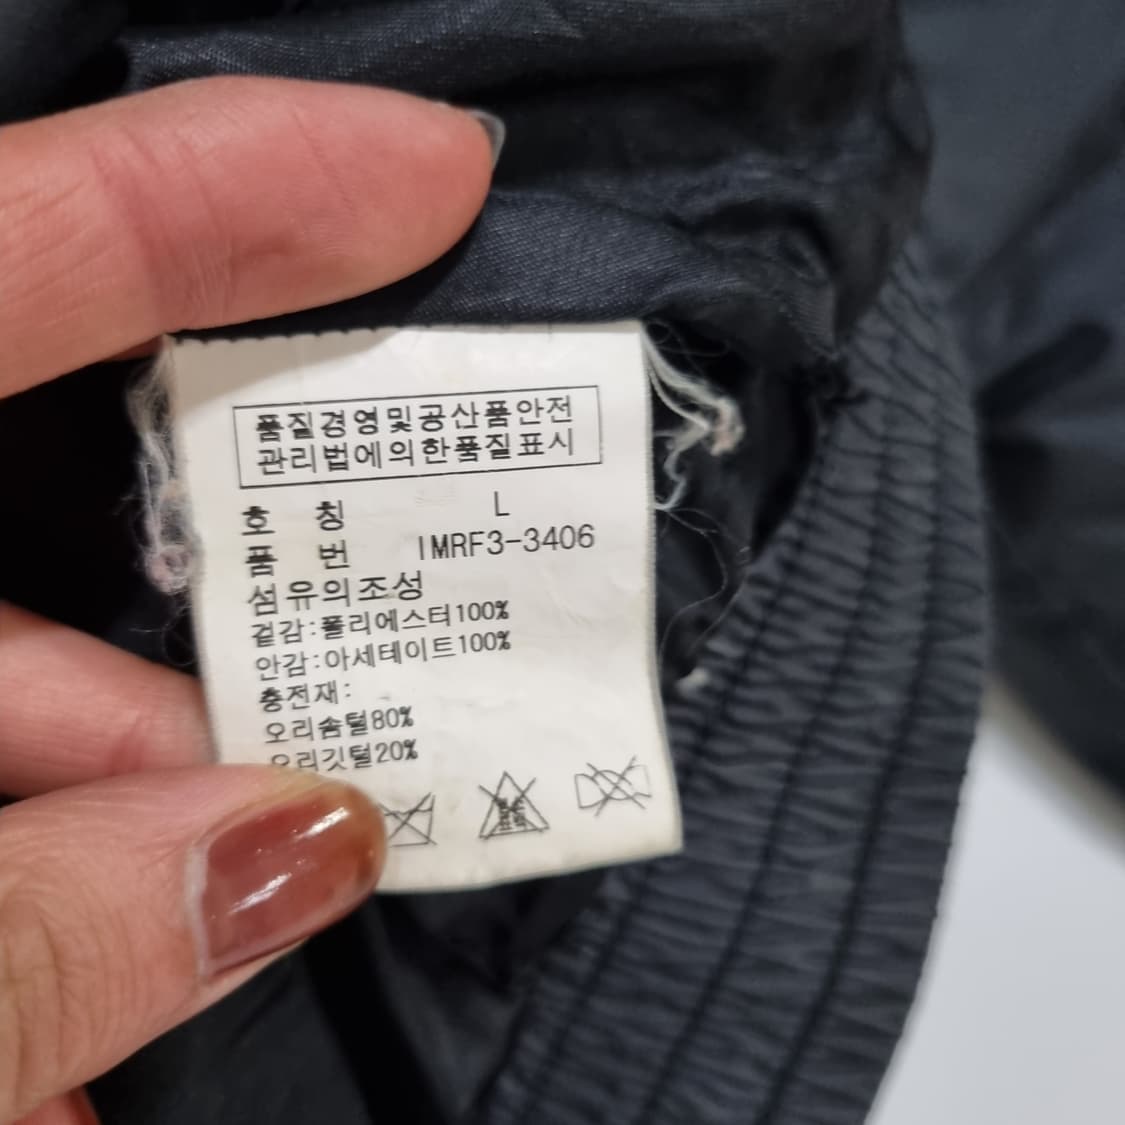 품질경영및공산품안전
관리법에의한품질표시
호 칭 L
품 번 IMRF3-3406
섬유의조성
겉감:폴리에스터100%
안감:아세테이트100%
충전재:
오리솜털80%
오리깃털20%